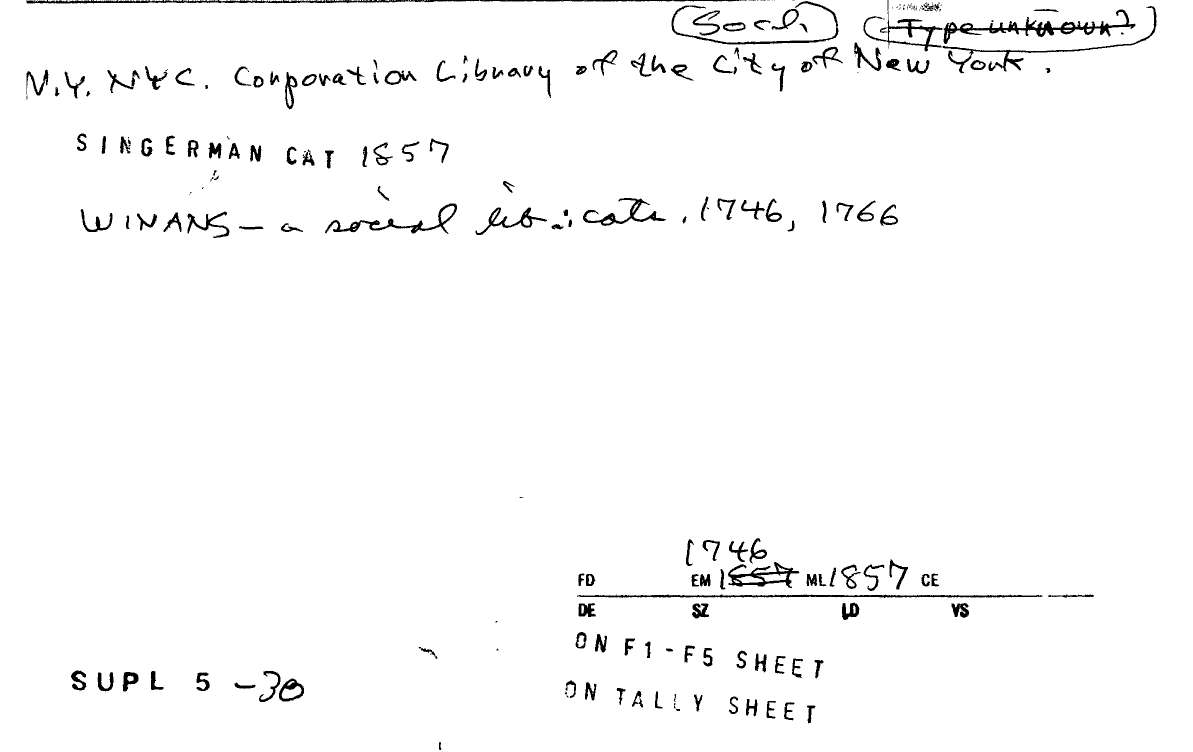 Socl. Type unknown?
N.Y. NYC. Corporation Library of the City of New York.
SINGERMAN CAT 1857
WINANS – a social lib.: cats. 1746, 1766
1746
FD EM 1857 ML 1857 CE
DE SZ LD VS
ON F1-F5 SHEET
SUPL 5 -30
ON TALLY SHEET